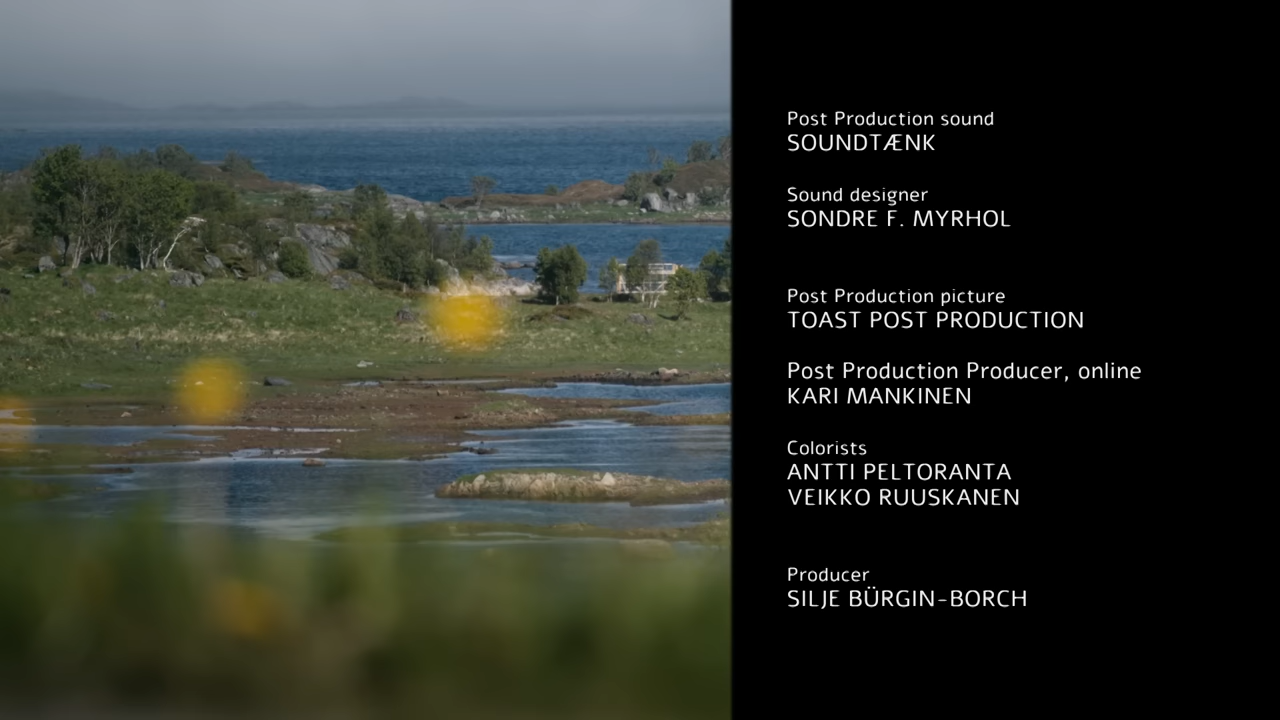 Post Production sound
SOUNDTÆNK
Sound designer
SONDRE F. MYRHOL
Post Production picture
TOAST POST PRODUCTION
Post Production Producer, online
KARI MANKINEN
Colorists
ANTTI PELTORANTA
VEIKKO RUUSKANEN
Producer
SILJE BÜRGIN-BORCH